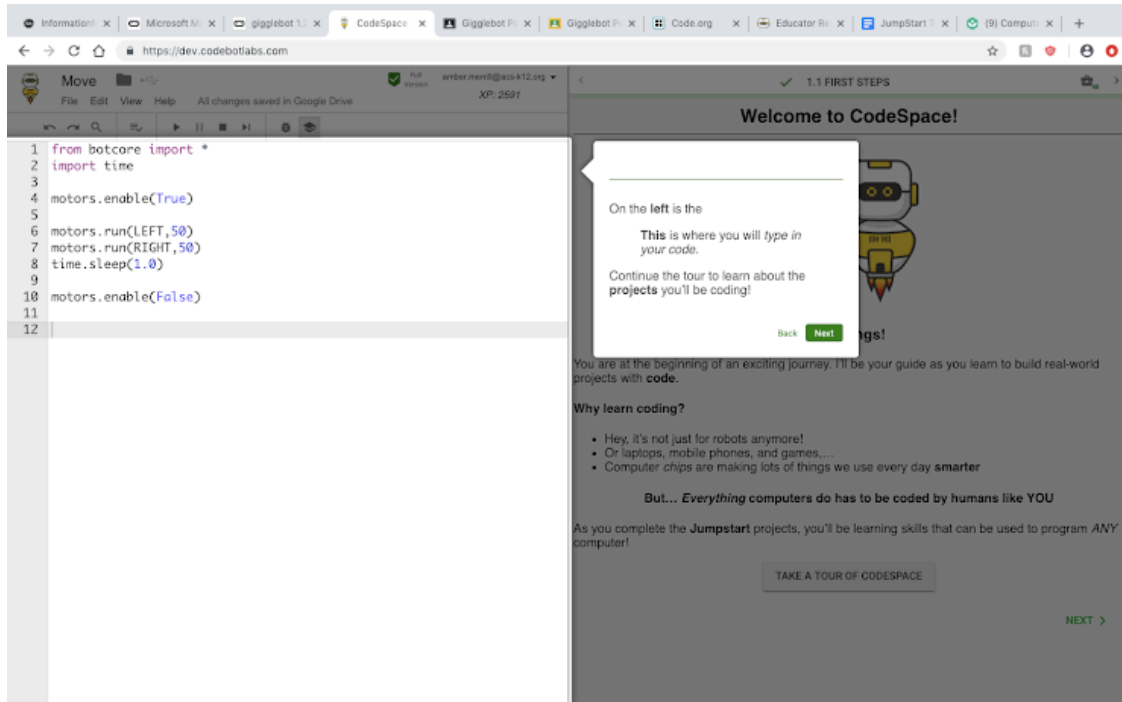 Information
Microsoft M
gigglebot 1.
CodeSpace
Gigglebot P
Gigglebot P
Code.org
Educator Re
JumpStart T
(9) Compute
https://dev.codebotlabs.com
Move
Full Version
amber.merrill@acs-k12.org
XP: 2591
File Edit View Help All changes saved in Google Drive
1 from botcore import *
2 import time
3
4 motors.enable(True)
5
6 motors.run(LEFT,50)
7 motors.run(RIGHT,50)
8 time.sleep(1.0)
9
10 motors.enable(False)
11
12
1.1 FIRST STEPS
Welcome to CodeSpace!
On the left is the
This is where you will type in
your code.
Continue the tour to learn about the
projects you'll be coding!
Back Next
ngs!
You are at the beginning of an exciting journey. I'll be your guide as you learn to build real-world
projects with code.
Why learn coding?
• Hey, it's not just for robots anymore!
• Or laptops, mobile phones, and games,...
• Computer chips are making lots of things we use every day smarter
But... Everything computers do has to be coded by humans like YOU
As you complete the Jumpstart projects, you'll be learning skills that can be used to program ANY
computer!
TAKE A TOUR OF CODESPACE
NEXT